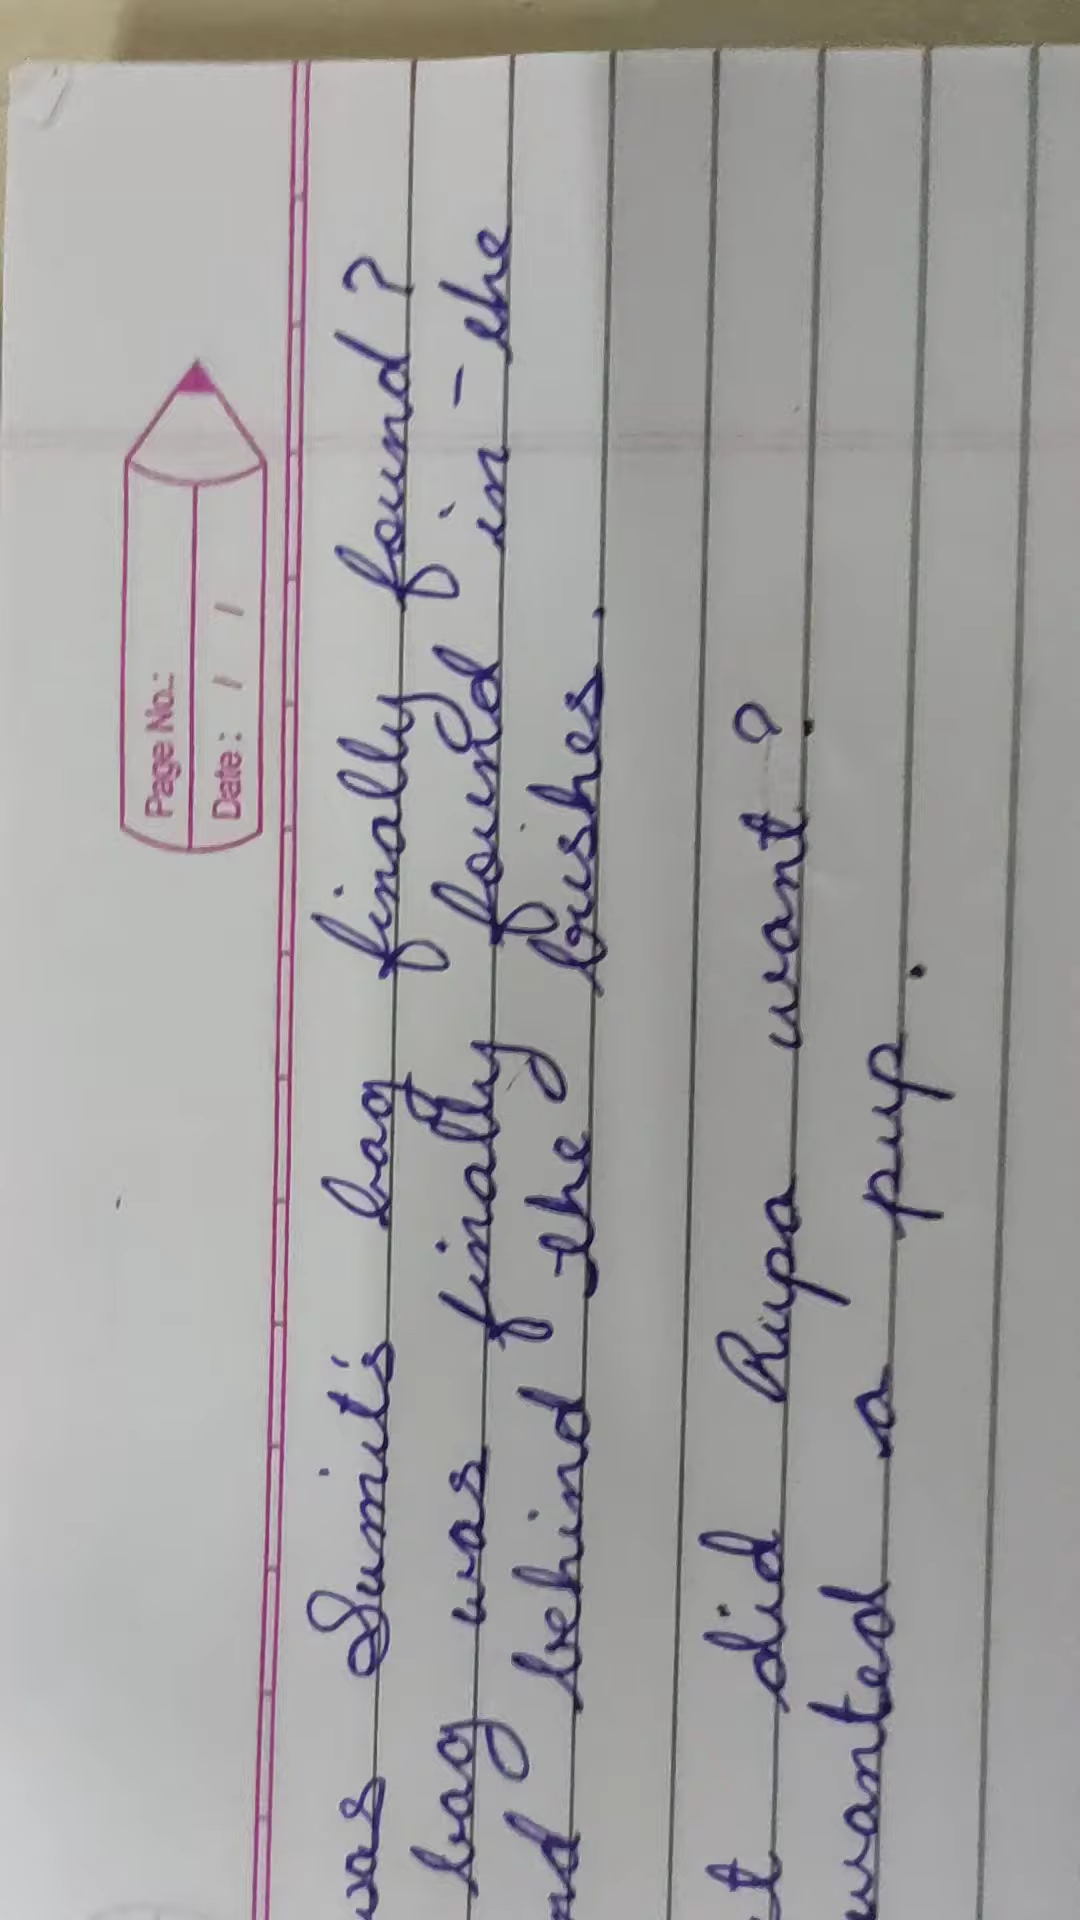 Page No.:
Date: / /
was Sumit's bag finally found?
bag was finally found in - the
nd behind the bushes.
t did Rupa want?
wanted a pup.